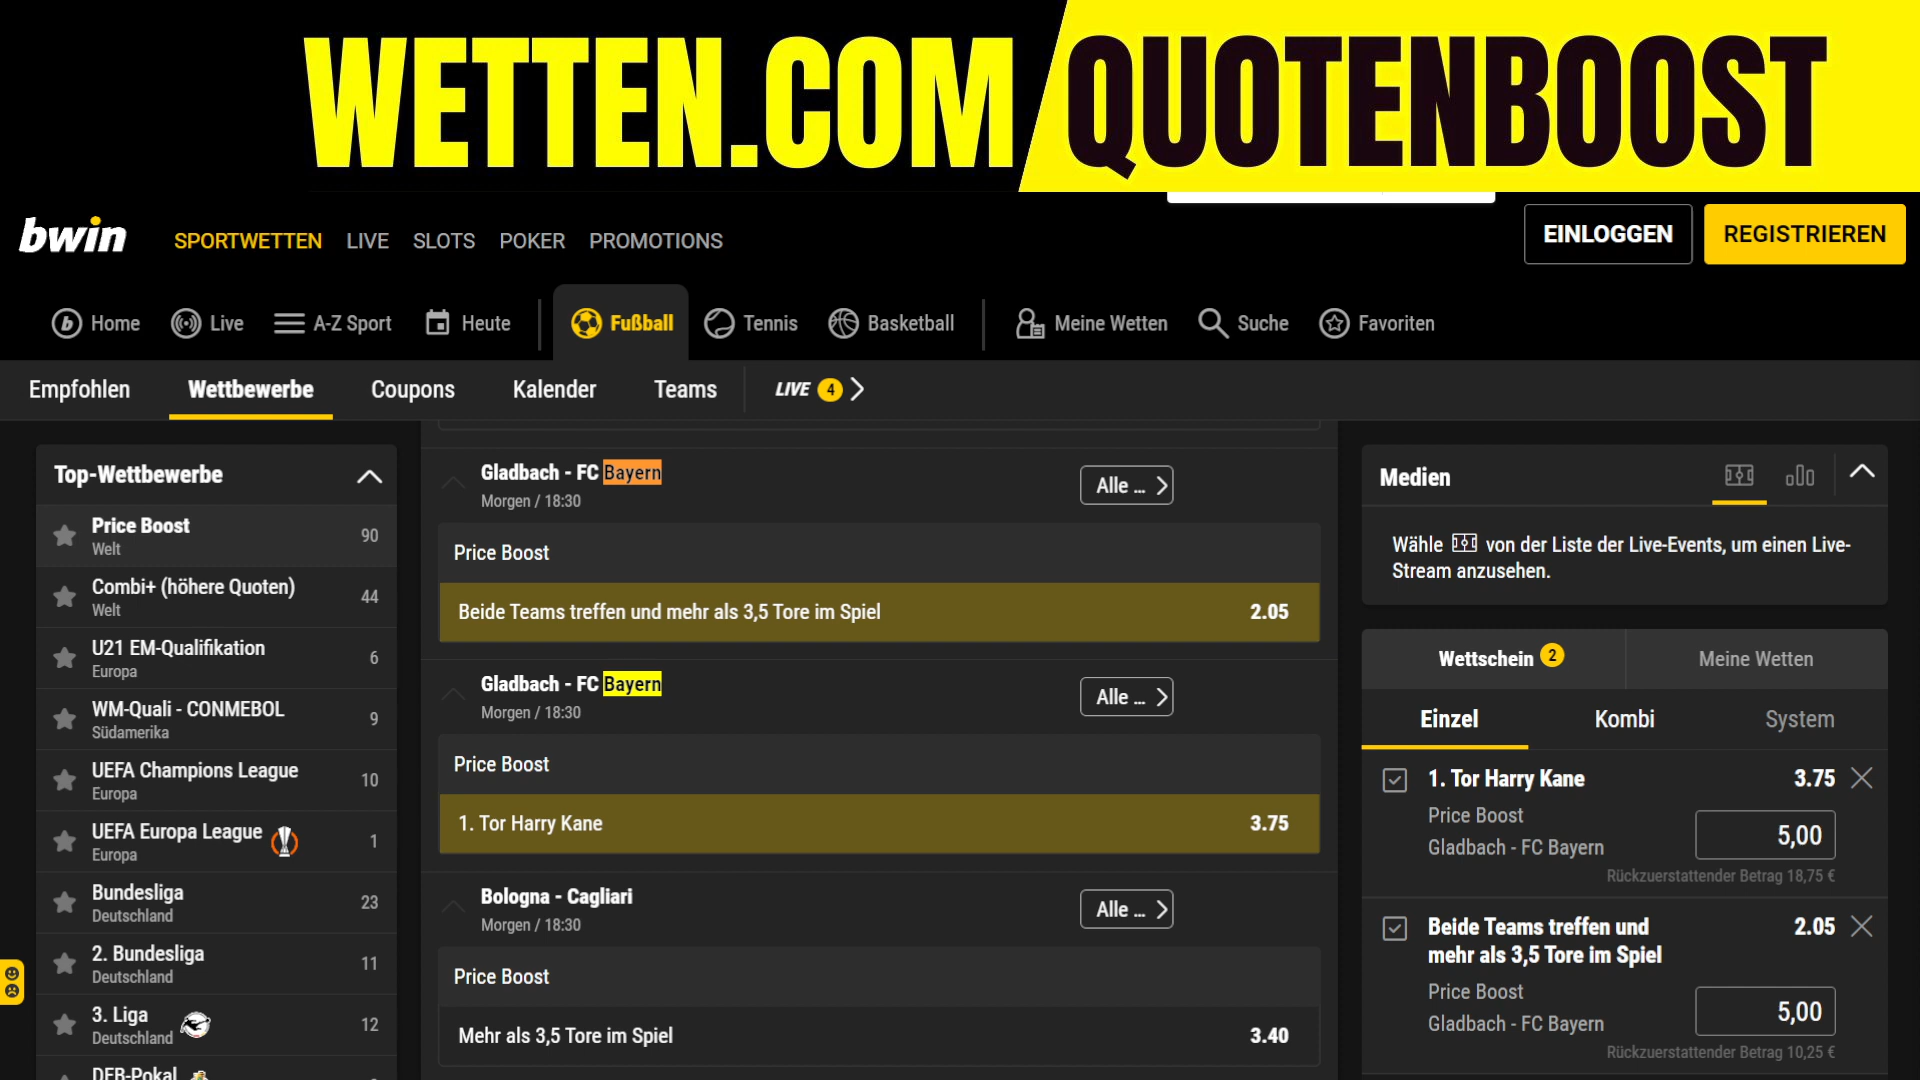 WETTEN.COM QUOTENBOOST
bwin SPORTWETTEN LIVE SLOTS POKER PROMOTIONS EINLOGGEN REGISTRIEREN
b Home Live A-Z Sport Heute Fußball Tennis Basketball Meine Wetten Suche Favoriten
Empfohlen Wettbewerbe Coupons Kalender Teams LIVE 4
Top-Wettbewerbe
Price Boost 90
Welt
Combi+ (höhere Quoten) 44
Welt
U21 EM-Qualifikation 6
Europa
WM-Quali - CONMEBOL 9
Südamerika
UEFA Champions League 10
Europa
UEFA Europa League 1
Europa
Bundesliga 23
Deutschland
2. Bundesliga 11
Deutschland
3. Liga 12
Deutschland
DFB-Pokal
Gladbach - FC Bayern Alle ...
Morgen / 18:30
Price Boost
Beide Teams treffen und mehr als 3,5 Tore im Spiel 2.05
Gladbach - FC Bayern Alle ...
Morgen / 18:30
Price Boost
1. Tor Harry Kane 3.75
Bologna - Cagliari Alle ...
Morgen / 18:30
Price Boost
Mehr als 3,5 Tore im Spiel 3.40
Medien
Wähle von der Liste der Live-Events, um einen Live-
Stream anzusehen.
Wettschein 2 Meine Wetten
Einzel Kombi System
1. Tor Harry Kane 3.75
Price Boost 5,00
Gladbach - FC Bayern
Rückzuerstattender Betrag 18,75 €
Beide Teams treffen und 2.05
mehr als 3,5 Tore im Spiel
Price Boost 5,00
Gladbach - FC Bayern
Rückzuerstattender Betrag 10,25 €